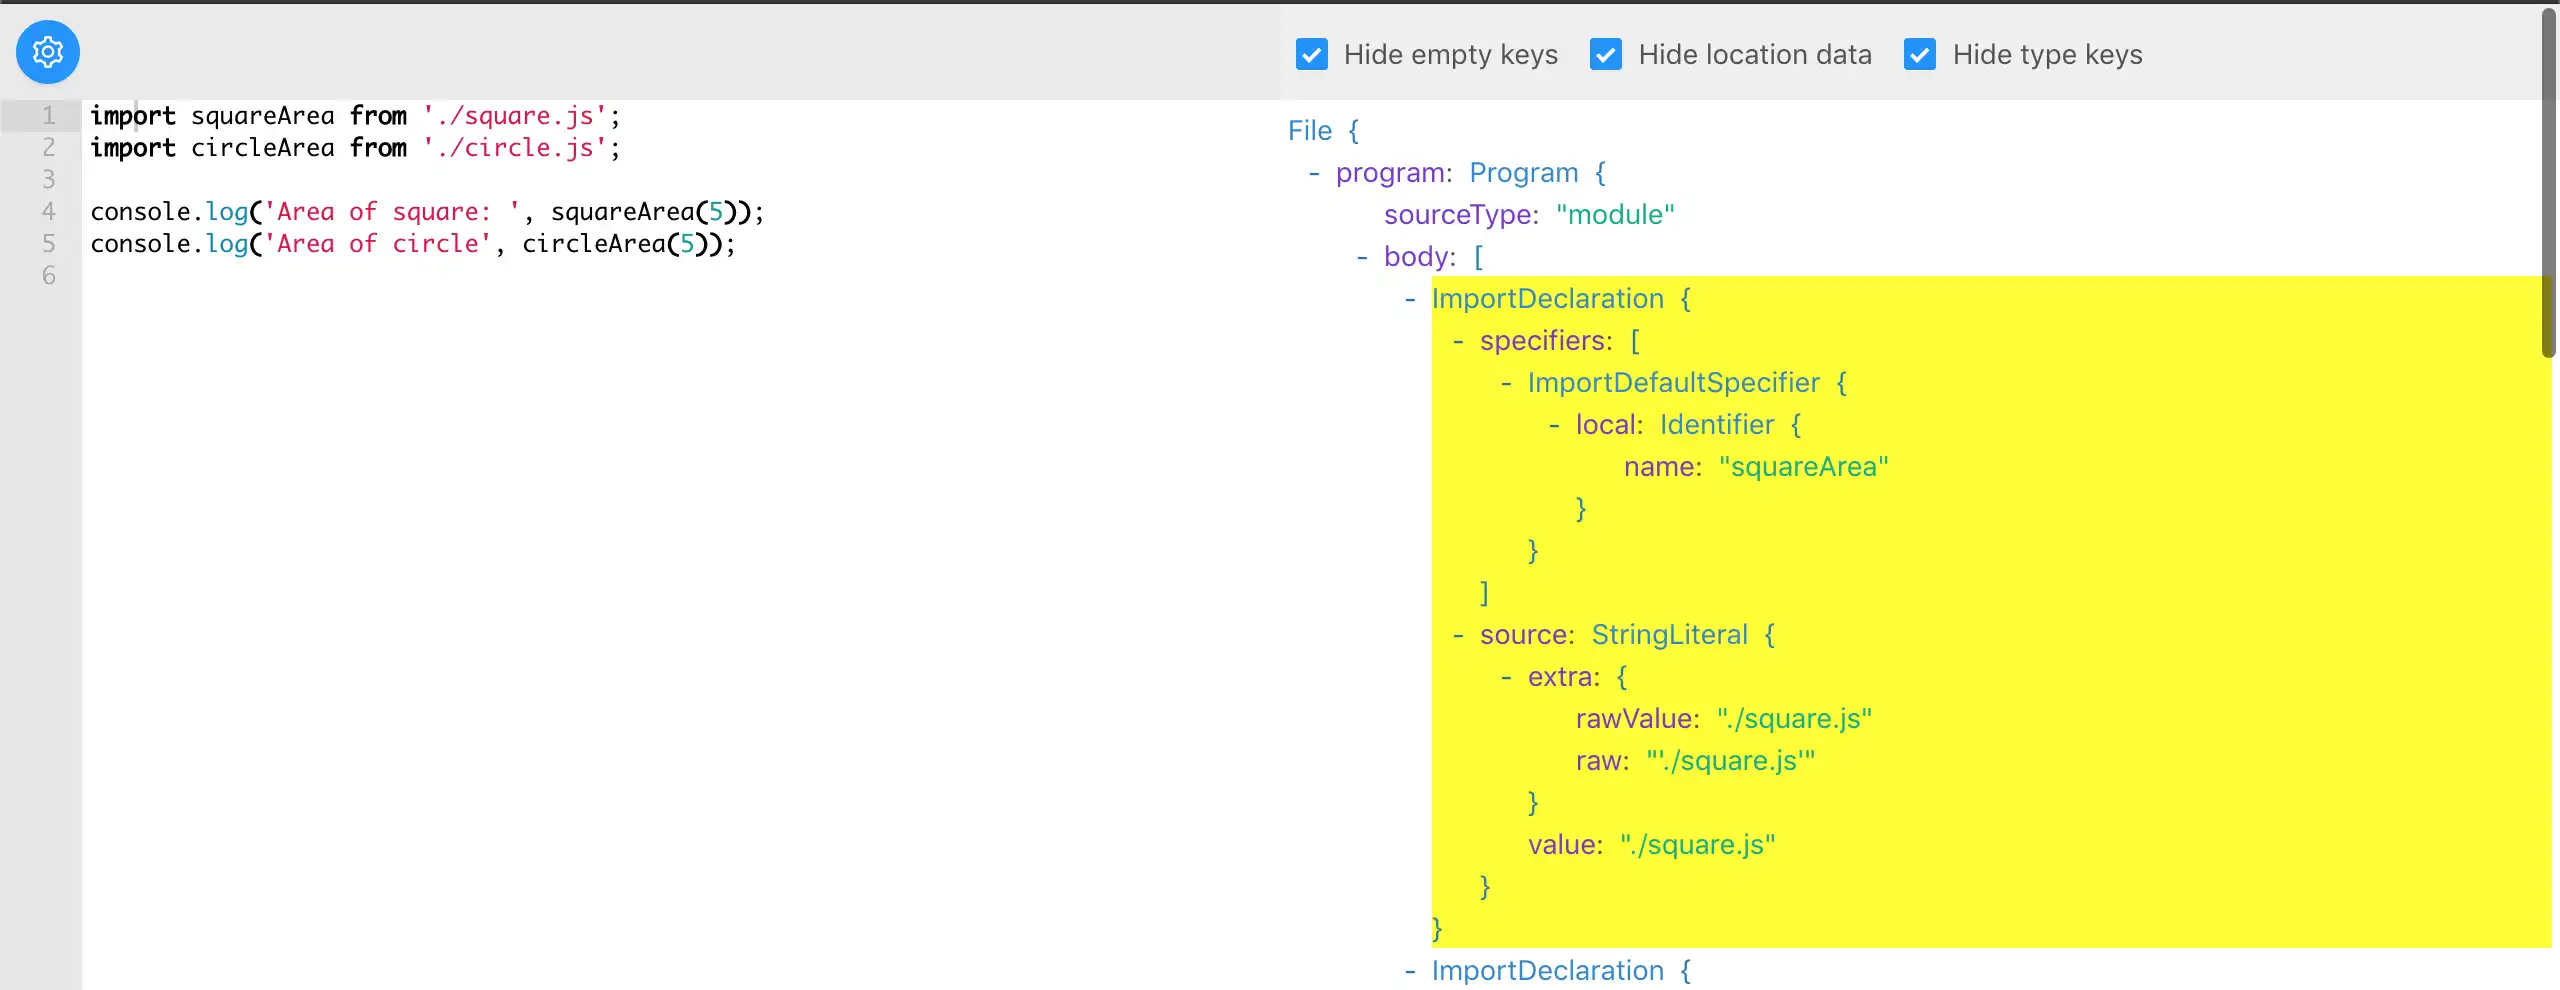 Hide empty keys Hide location data Hide type keys
1 import squareArea from './square.js';
2 import circleArea from './circle.js';
3
4 console.log('Area of square: ', squareArea(5));
5 console.log('Area of circle', circleArea(5));
6
File {
- program: Program {
sourceType: "module"
- body: [
- ImportDeclaration {
- specifiers: [
- ImportDefaultSpecifier {
- local: Identifier {
name: "squareArea"
}
}
]
- source: StringLiteral {
- extra: {
rawValue: "./square.js"
raw: "'./square.js'"
}
value: "./square.js"
}
}
- ImportDeclaration {